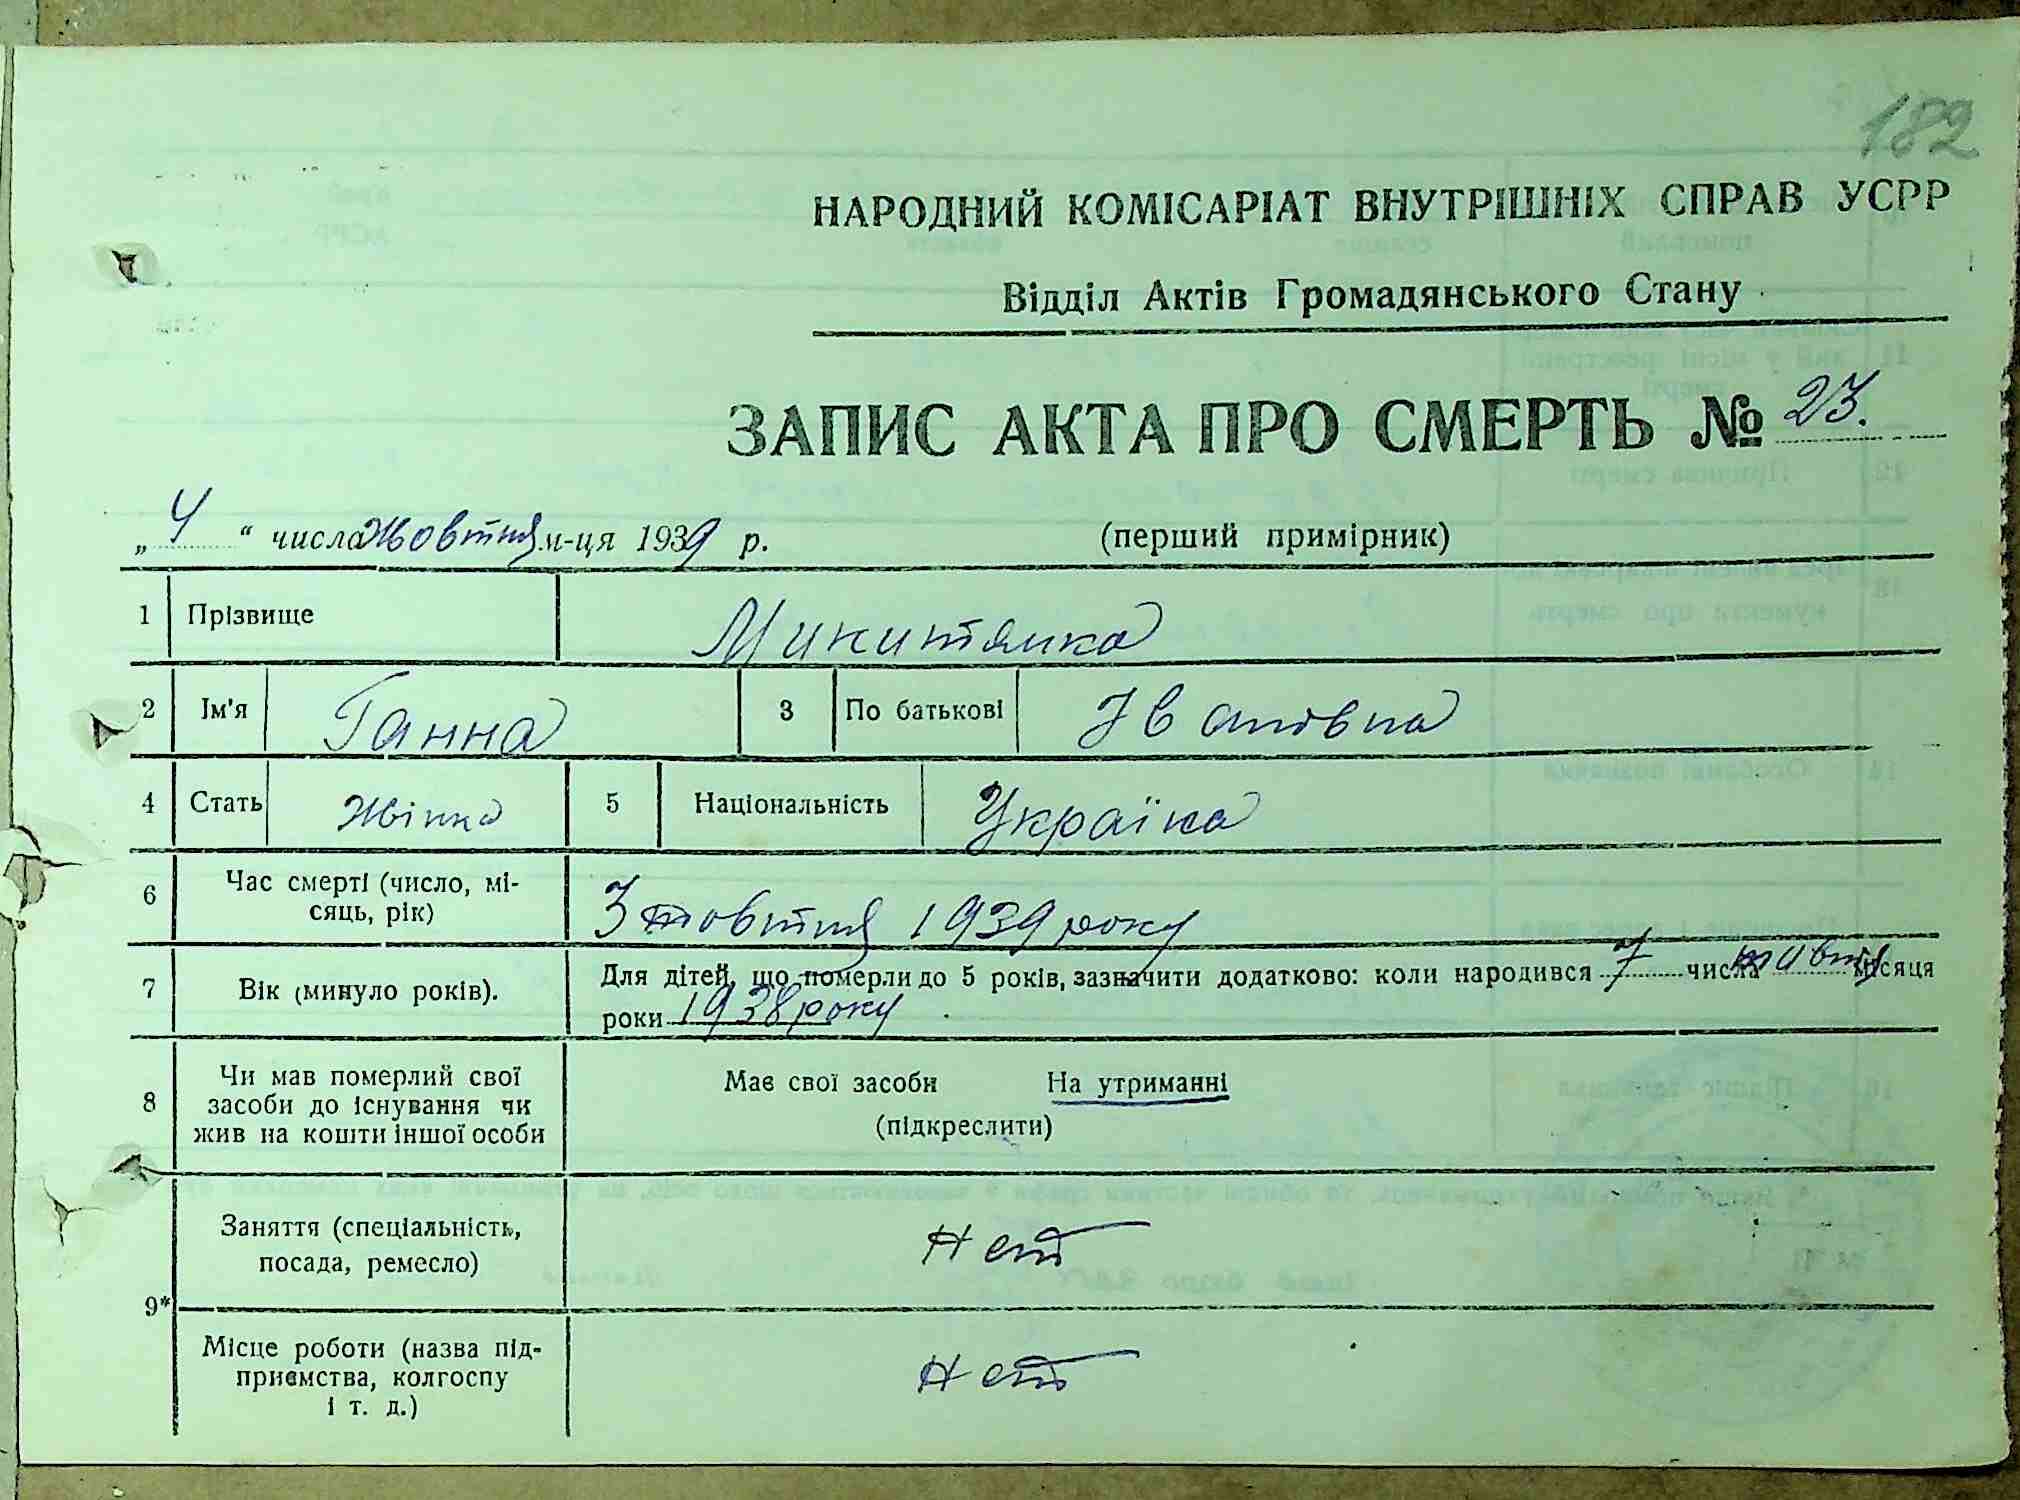 182
НАРОДНИЙ КОМІСАРІАТ ВНУТРІШНІХ СПРАВ УСРР
Відділ Актів Громадянського Стану
ЗАПИС АКТА ПРО СМЕРТЬ № 23.
„ 4 “ числа жовтня м-ця 1939 р. (перший примірник)
1 Прізвище Микитянка
2 Ім'я Ганна 3 По батькові Івановна
4 Стать жінка 5 Національність Українка
6 Час смерті (число, мі-
сяць, рік) 3 жовтня 1939 року
7 Вік (минуло років). Для дітей, що померли до 5 років, зазначити додатково: коли народився 7 числа місяця
роки 1938 року
8 Чи мав померлий свої
засоби до існування чи
жив на кошти іншої особи
Має свої засоби На утриманні
(підкреслити)
Заняття (спеціальність,
посада, ремесло) Нет
9*
Місце роботи (назва під-
приємства, колгоспу
і т. д.) Нет